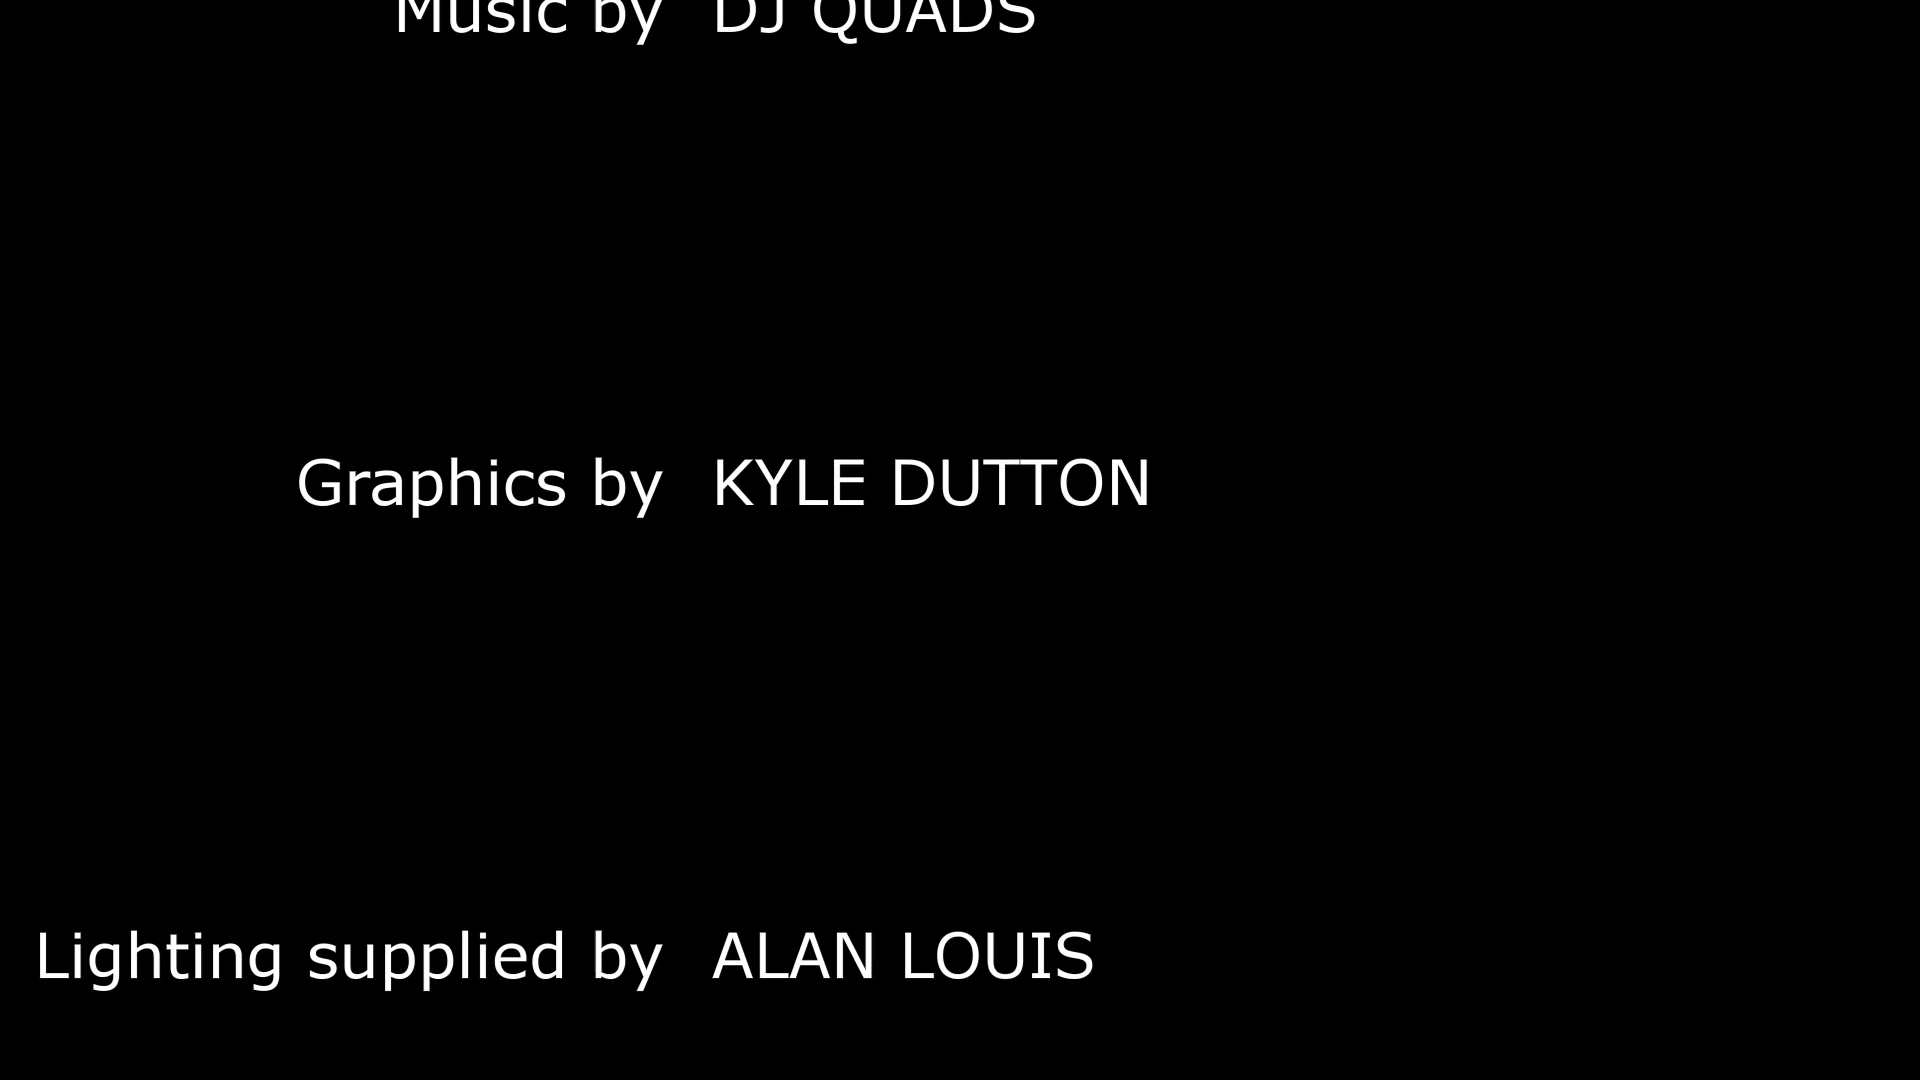 Music by DJ QUADS
Graphics by KYLE DUTTON
Lighting supplied by ALAN LOUIS